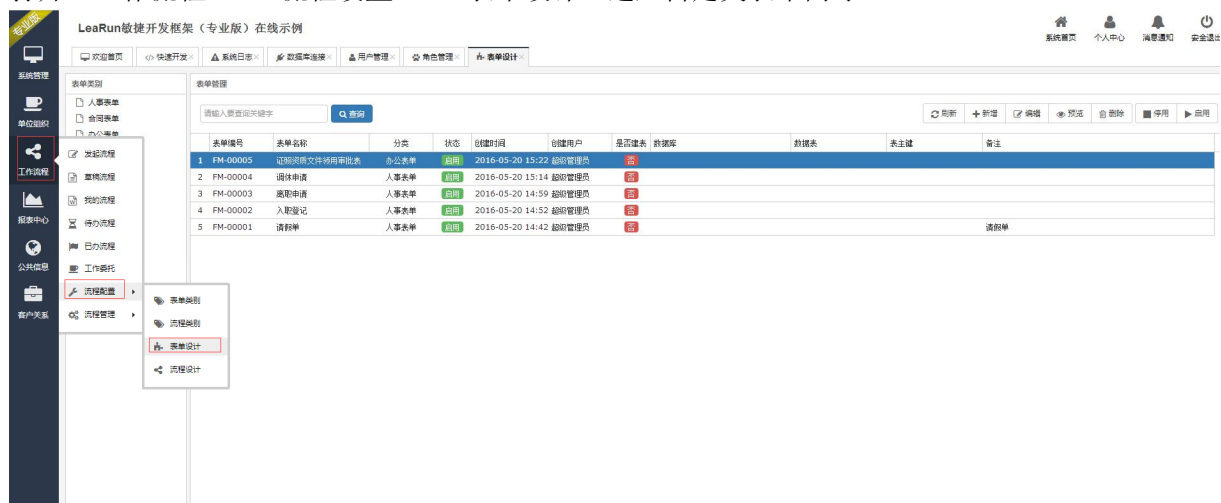 专业版
LeaRun敏捷开发框架（专业版）在线示例
系统首页 个人中心 消息通知 安全退出
欢迎首页 快速开发 系统日志 数据库连接 用户管理 角色管理 表单设计
系统管理
单位组织
工作流程
报表中心
公共信息
客户关系
表单类别
人事表单
合同表单
办公表单
表单管理
请输入要查询关键字 查询
刷新 新增 编辑 预览 删除 停用 启用
表单编号 表单名称 分类 状态 创建时间 创建用户 是否建表 数据库 数据表 表主键 备注
1 FM-00005 证照资质文件领用审批表 办公表单 启用 2016-05-20 15:22 超级管理员 否
2 FM-00004 调休申请 人事表单 启用 2016-05-20 15:14 超级管理员 否
3 FM-00003 离职申请 人事表单 启用 2016-05-20 14:59 超级管理员 否
4 FM-00002 入职登记 人事表单 启用 2016-05-20 14:52 超级管理员 否
5 FM-00001 请假单 人事表单 启用 2016-05-20 14:42 超级管理员 否 请假单
发起流程
草稿流程
我的流程
待办流程
已办流程
工作委托
流程配置
流程管理
表单类别
流程类别
表单设计
流程设计